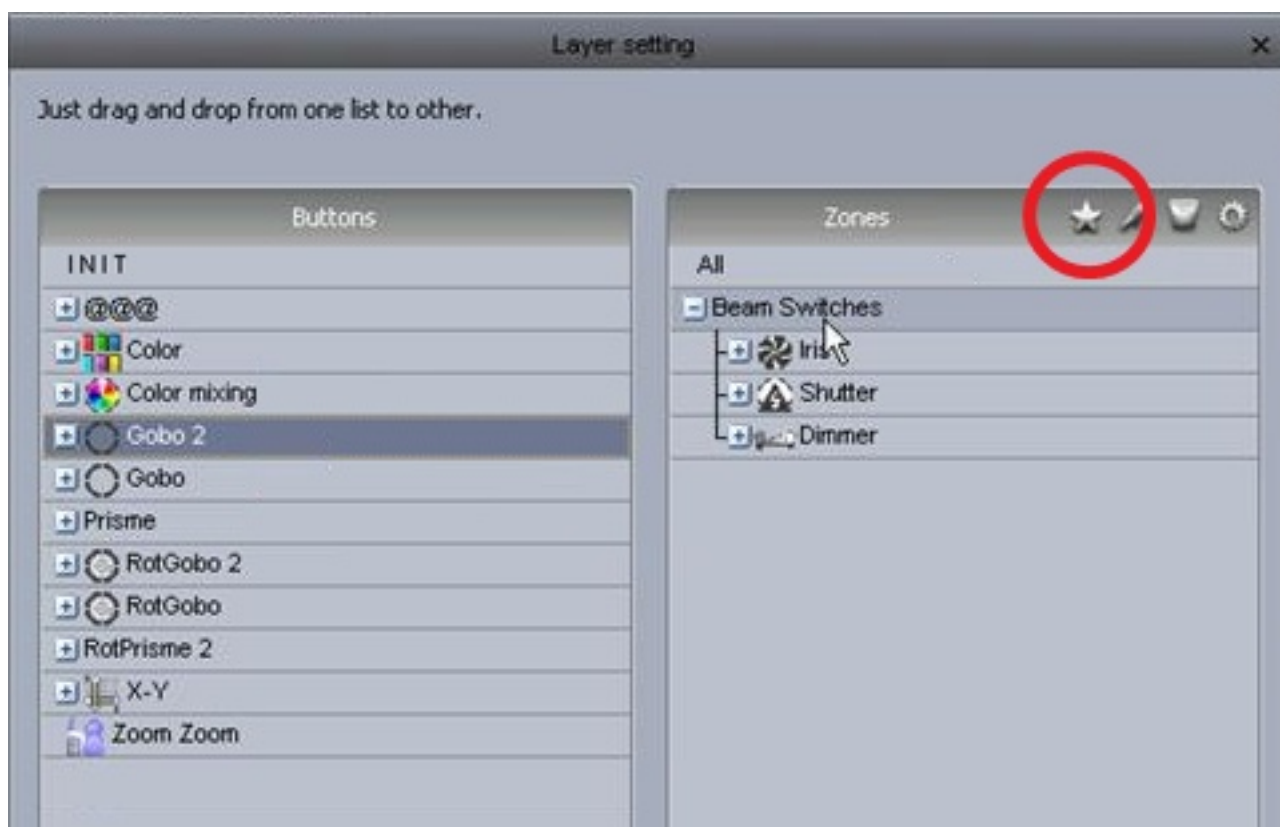 Layer setting
Just drag and drop from one list to other.
Buttons
INIT
@@@
Color
Color mixing
Gobo 2
Gobo
Prisme
RotGobo 2
RotGobo
RotPrisme 2
X-Y
Zoom Zoom
Zones
All
Beam Switches
Iris
Shutter
Dimmer